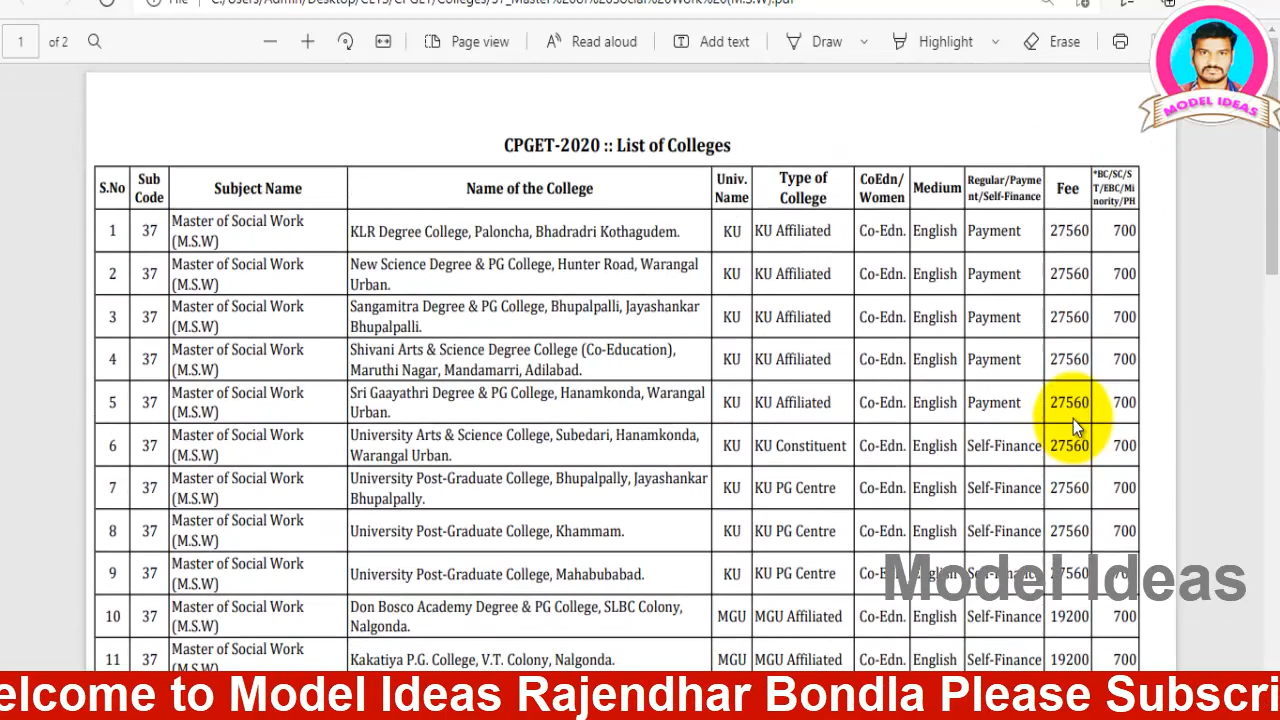 1 of 2 Page view Read aloud Add text Draw Highlight Erase
MODEL IDEAS
CPGET-2020 :: List of Colleges
S.No Sub Code Subject Name Name of the College Univ. Name Type of College CoEdn/ Women Medium Regular/Payme nt/Self-Finance Fee *BC/SC/S T/EBC/Mi nority/PH
1 37 Master of Social Work (M.S.W) KLR Degree College, Paloncha, Bhadradri Kothagudem. KU KU Affiliated Co-Edn. English Payment 27560 700
2 37 Master of Social Work (M.S.W) New Science Degree & PG College, Hunter Road, Warangal Urban. KU KU Affiliated Co-Edn. English Payment 27560 700
3 37 Master of Social Work (M.S.W) Sangamitra Degree & PG College, Bhupalpalli, Jayashankar Bhupalpalli. KU KU Affiliated Co-Edn. English Payment 27560 700
4 37 Master of Social Work (M.S.W) Shivani Arts & Science Degree College (Co-Education), Maruthi Nagar, Mandamarri, Adilabad. KU KU Affiliated Co-Edn. English Payment 27560 700
5 37 Master of Social Work (M.S.W) Sri Gaayathri Degree & PG College, Hanamkonda, Warangal Urban. KU KU Affiliated Co-Edn. English Payment 27560 700
6 37 Master of Social Work (M.S.W) University Arts & Science College, Subedari, Hanamkonda, Warangal Urban. KU KU Constituent Co-Edn. English Self-Finance 27560 700
7 37 Master of Social Work (M.S.W) University Post-Graduate College, Bhupalpally, Jayashankar Bhupalpally. KU KU PG Centre Co-Edn. English Self-Finance 27560 700
8 37 Master of Social Work (M.S.W) University Post-Graduate College, Khammam. KU KU PG Centre Co-Edn. English Self-Finance 27560 700
9 37 Master of Social Work (M.S.W) University Post-Graduate College, Mahabubabad. KU KU PG Centre Co-Edn. English Self-Finance 27560 700
Model Ideas
10 37 Master of Social Work (M.S.W) Don Bosco Academy Degree & PG College, SLBC Colony, Nalgonda. MGU MGU Affiliated Co-Edn. English Self-Finance 19200 700
11 37 Master of Social Work (M.S.W) Kakatiya P.G. College, V.T. Colony, Nalgonda. MGU MGU Affiliated Co-Edn. English Self-Finance 19200 700
elcome to Model Ideas Rajendhar Bondla Please Subscri